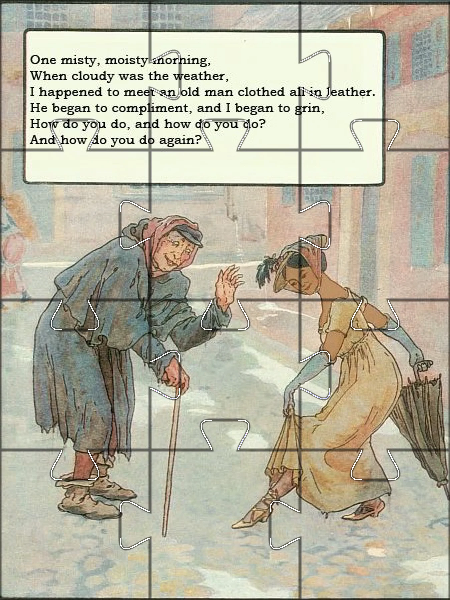 One misty, moisty morning,
When cloudy was the weather,
I happened to meet an old man clothed all in leather.
He began to compliment, and I began to grin,
How do you do, and how do you do?
And how do you do again?